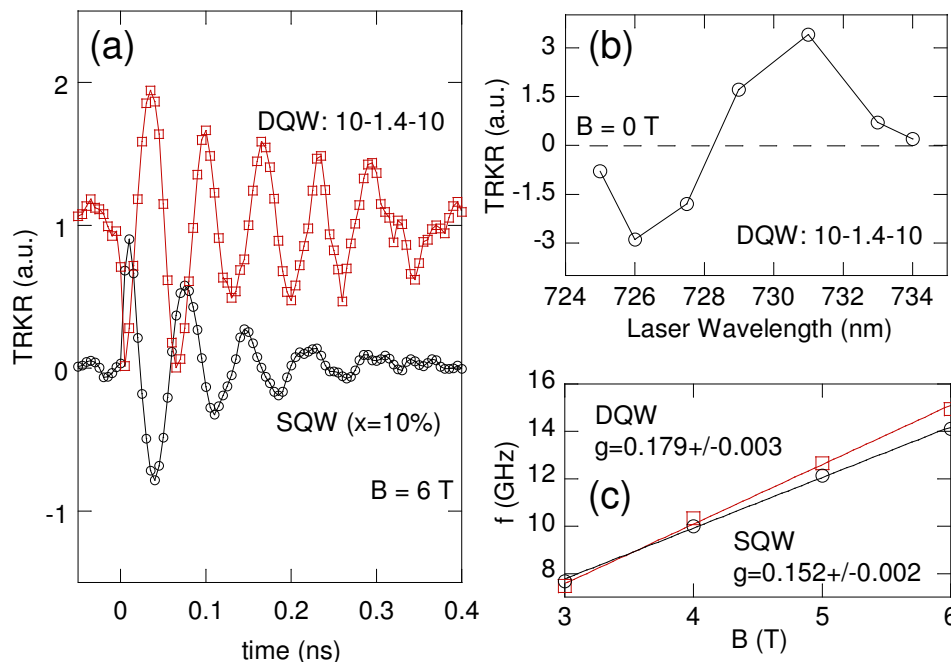 (a)
2
1
0
-1
TRKR (a.u.)
DQW: 10-1.4-10
SQW (x=10%)
B = 6 T
0
0.1
0.2
0.3
0.4
time (ns)
(b)
3
1.5
0
-1.5
-3
TRKR (a.u.)
B = 0 T
DQW: 10-1.4-10
724
726
728
730
732
734
Laser Wavelength (nm)
16
14
12
10
8
f (GHz)
DQW
g=0.179+/-0.003
(c)
SQW
g=0.152+/-0.002
3
4
5
6
B (T)